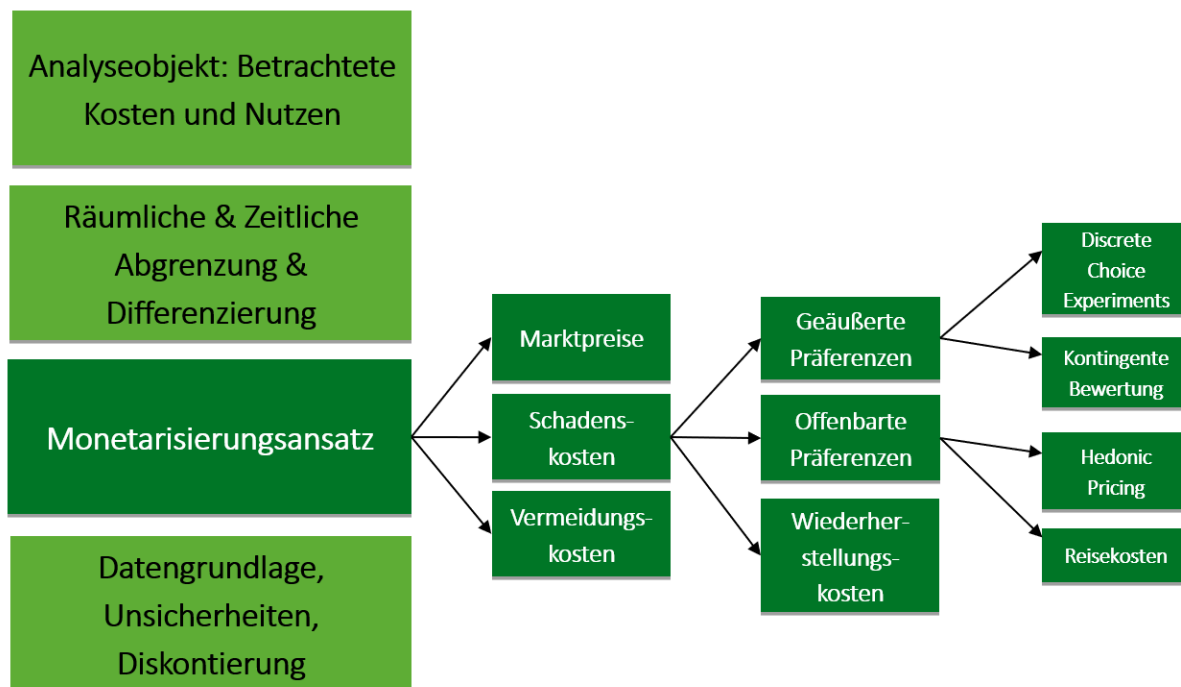 Analyseobjekt: Betrachtete
Kosten und Nutzen
Räumliche & Zeitliche
Abgrenzung &
Differenzierung
Monetarisierungsansatz
Datengrundlage,
Unsicherheiten,
Diskontierung
Marktpreise
Schadens-
kosten
Vermeidungs-
kosten
Geäußerte
Präferenzen
Offenbarte
Präferenzen
Wiederher-
stellungs-
kosten
Discrete
Choice
Experiments
Kontingente
Bewertung
Hedonic
Pricing
Reisekosten